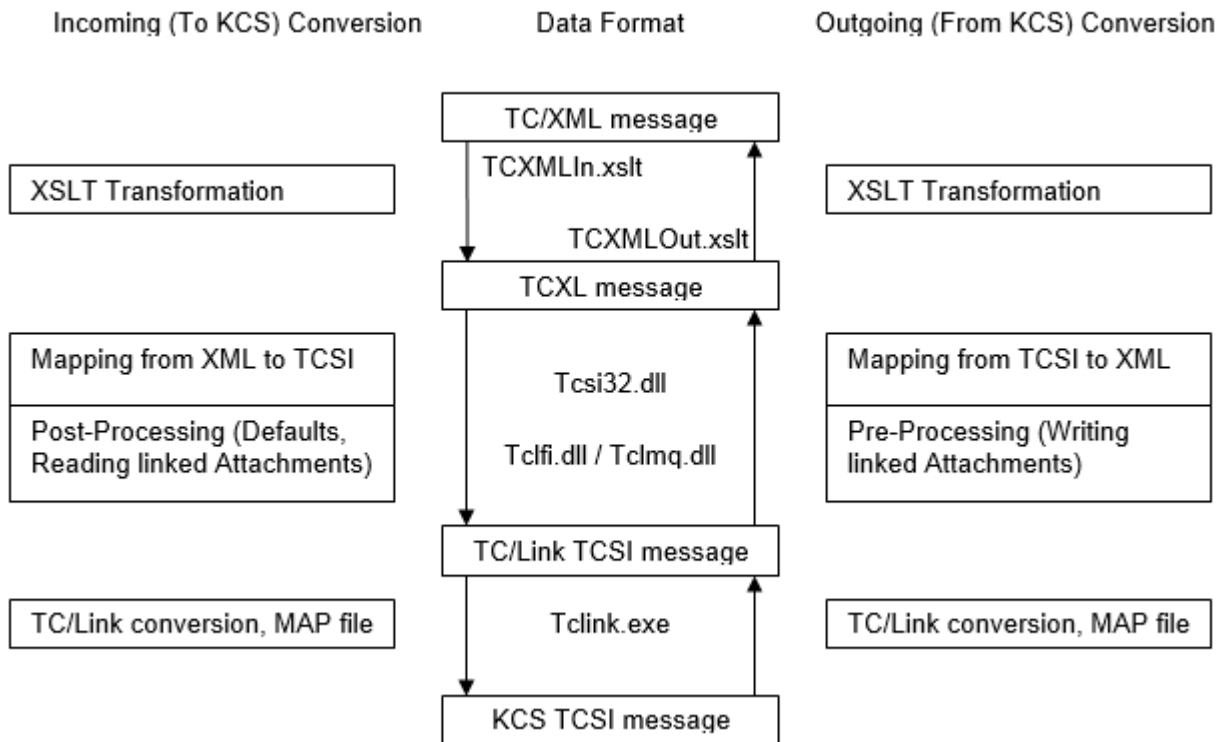 Incoming (To KCS) Conversion
Data Format
Outgoing (From KCS) Conversion
TC/XML message
TCXMLIn.xslt
XSLT Transformation
XSLT Transformation
TCXMLOut.xslt
TCXL message
Mapping from XML to TCSI
Mapping from TCSI to XML
Tcsi32.dll
Post-Processing (Defaults,
Reading linked Attachments)
Tclfi.dll / Tclmq.dll
Pre-Processing (Writing
linked Attachments)
TC/Link TCSI message
TC/Link conversion, MAP file
Tclink.exe
TC/Link conversion, MAP file
KCS TCSI message